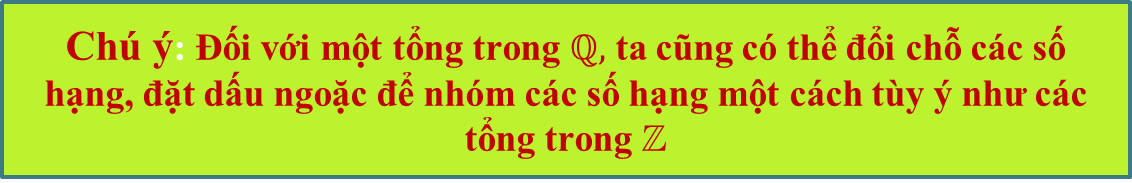 Chú ý: Đối với một tổng trong ℚ, ta cũng có thể đổi chỗ các số
hạng, đặt dấu ngoặc để nhóm các số hạng một cách tùy ý như các
tổng trong ℤ